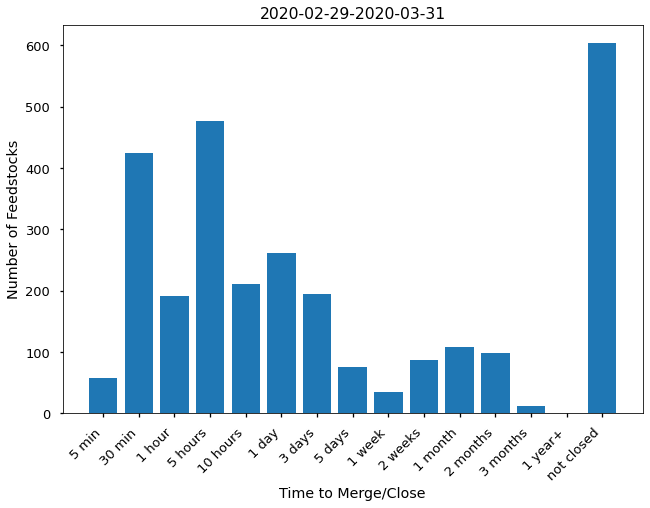 2020-02-29-2020-03-31
Number of Feedstocks
600
500
400
300
200
100
0
5 min
30 min
1 hour
5 hours
10 hours
1 day
3 days
5 days
1 week
2 weeks
1 month
2 months
3 months
1 year+
not closed
Time to Merge/Close